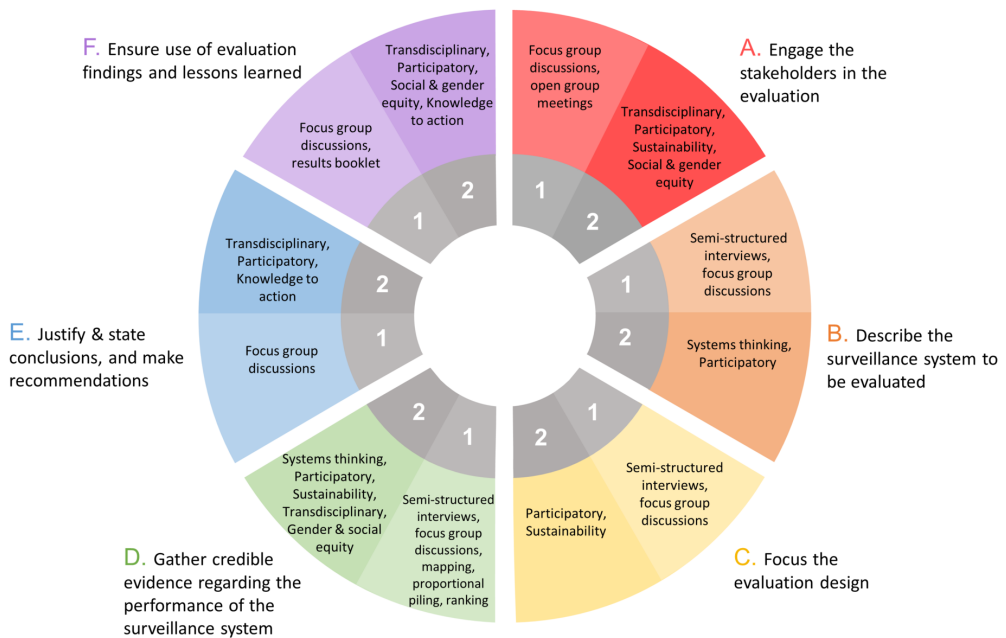 F. Ensure use of evaluation
findings and lessons learned
Transdisciplinary,
Participatory,
Social & gender
equity, Knowledge
to action
Focus group
discussions,
results booklet
2
1
Focus group
discussions,
open group
meetings
Transdisciplinary,
Participatory,
Sustainability,
Social & gender
equity
1
2
A. Engage the
stakeholders in the
evaluation
Semi-structured
interviews,
focus group
discussions
1
Systems thinking,
Participatory
2
B. Describe the
surveillance system to
be evaluated
Semi-structured
interviews,
focus group
discussions
1
Participatory,
Sustainability
2
C. Focus the
evaluation design
Semi-structured
interviews,
focus group
discussions,
mapping,
proportional
piling, ranking
1
Systems thinking,
Participatory,
Sustainability,
Transdisciplinary,
Gender & social
equity
2
D. Gather credible
evidence regarding the
performance of the
surveillance system
Focus group
discussions
1
Transdisciplinary,
Participatory,
Knowledge to
action
2
E. Justify & state
conclusions, and make
recommendations